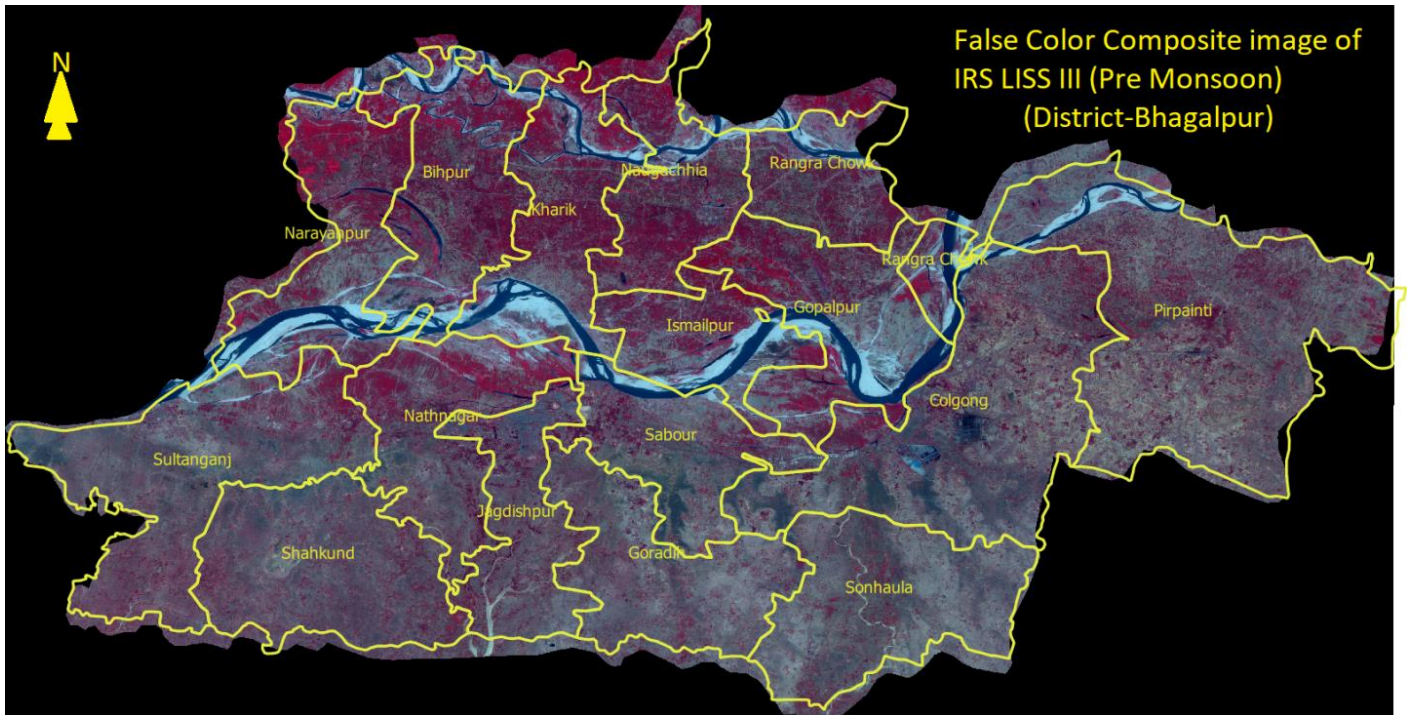 False Color Composite image of
IRS LISS III (Pre Monsoon)
(District-Bhagalpur)
N
Bihpur
Naugachhia
Rangra Chowk
Kharik
Narayanpur
Rangra Chowk
Ismailpur
Gopalpur
Pirpainti
Nathnagar
Colgong
Sabour
Sultanganj
Jagdishpur
Shahkund
Goradih
Sonhaula